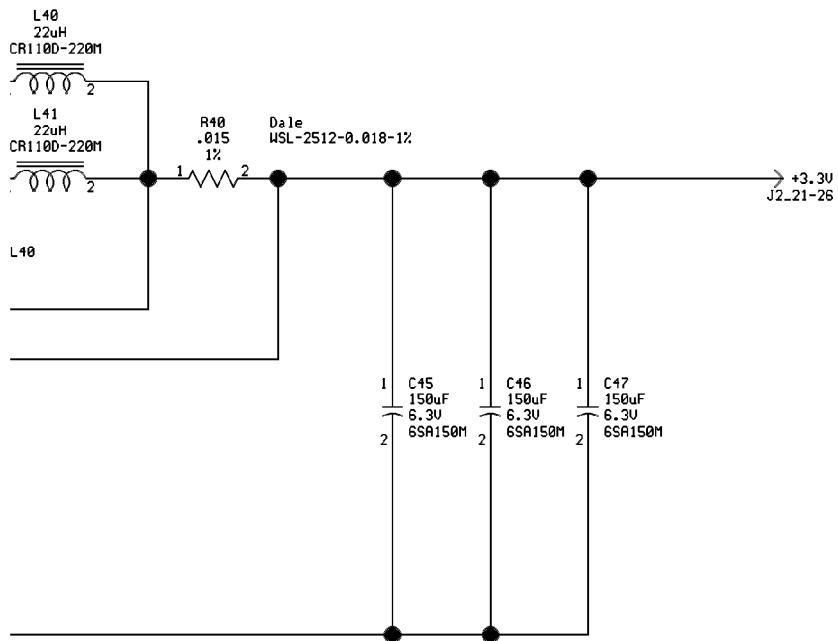 L40
22uH
CR110D-220M
2
L41
22uH
CR110D-220M
2
R40
.015
1%
1
2
Dale
WSL-2512-0.018-1%
+3.3V
J2_21-26
L40
1
C45
150uF
6.3V
6SA150M
2
1
C46
150uF
6.3V
6SA150M
2
1
C47
150uF
6.3V
6SA150M
2